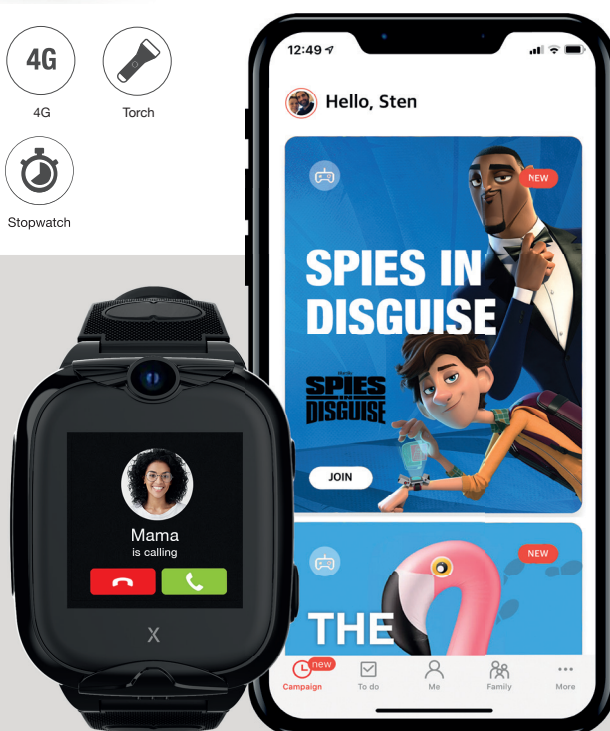 4G
4G
Torch
Stopwatch
12:49
Hello, Sten
NEW
SPIES IN
DISGUISE
SPIES
IN
DISGUISE
JOIN
NEW
THE
new
Campaign
To do
Me
Family
More
Mama
is calling
X